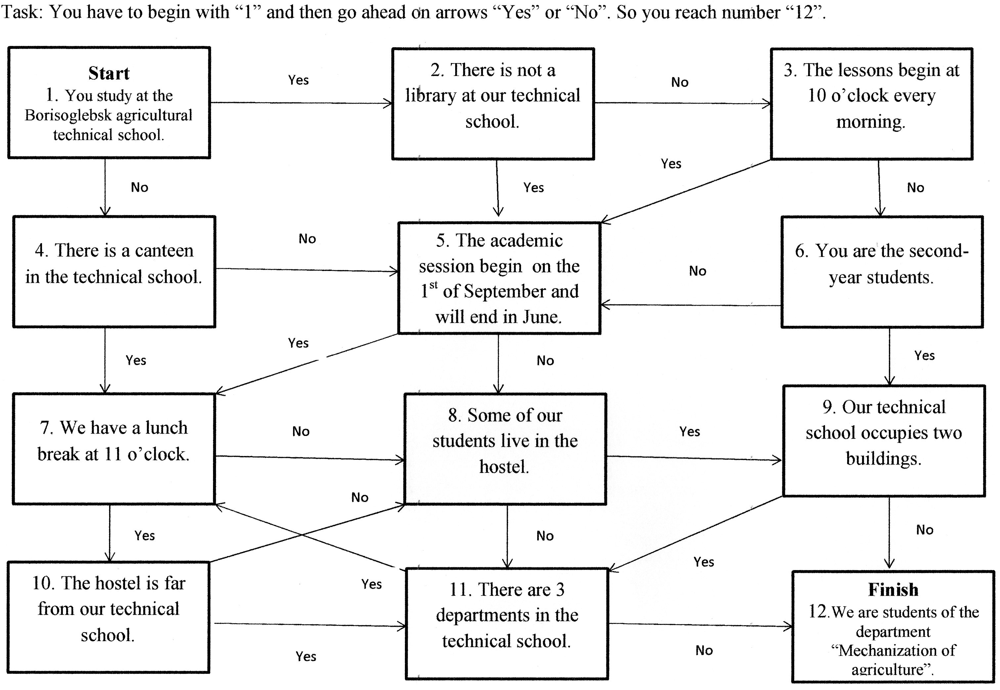 Task: You have to begin with “1” and then go ahead on arrows “Yes” or “No”. So you reach number “12”.
Start
1. You study at the
Borisoglebsk agricultural
technical school.
Yes
2. There is not a
library at our technical
school.
No
3. The lessons begin at
10 o’clock every
morning.
No
Yes
Yes
No
4. There is a canteen
in the technical school.
No
5. The academic
session begin on the
1st of September and
will end in June.
No
6. You are the second-
year students.
Yes
Yes
No
Yes
7. We have a lunch
break at 11 o’clock.
No
8. Some of our
students live in the
hostel.
Yes
9. Our technical
school occupies two
buildings.
Yes
No
No
Yes
No
10. The hostel is far
from our technical
school.
Yes
Yes
11. There are 3
departments in the
technical school.
No
Finish
12.We are students of the
department
“Mechanization of
agriculture”.